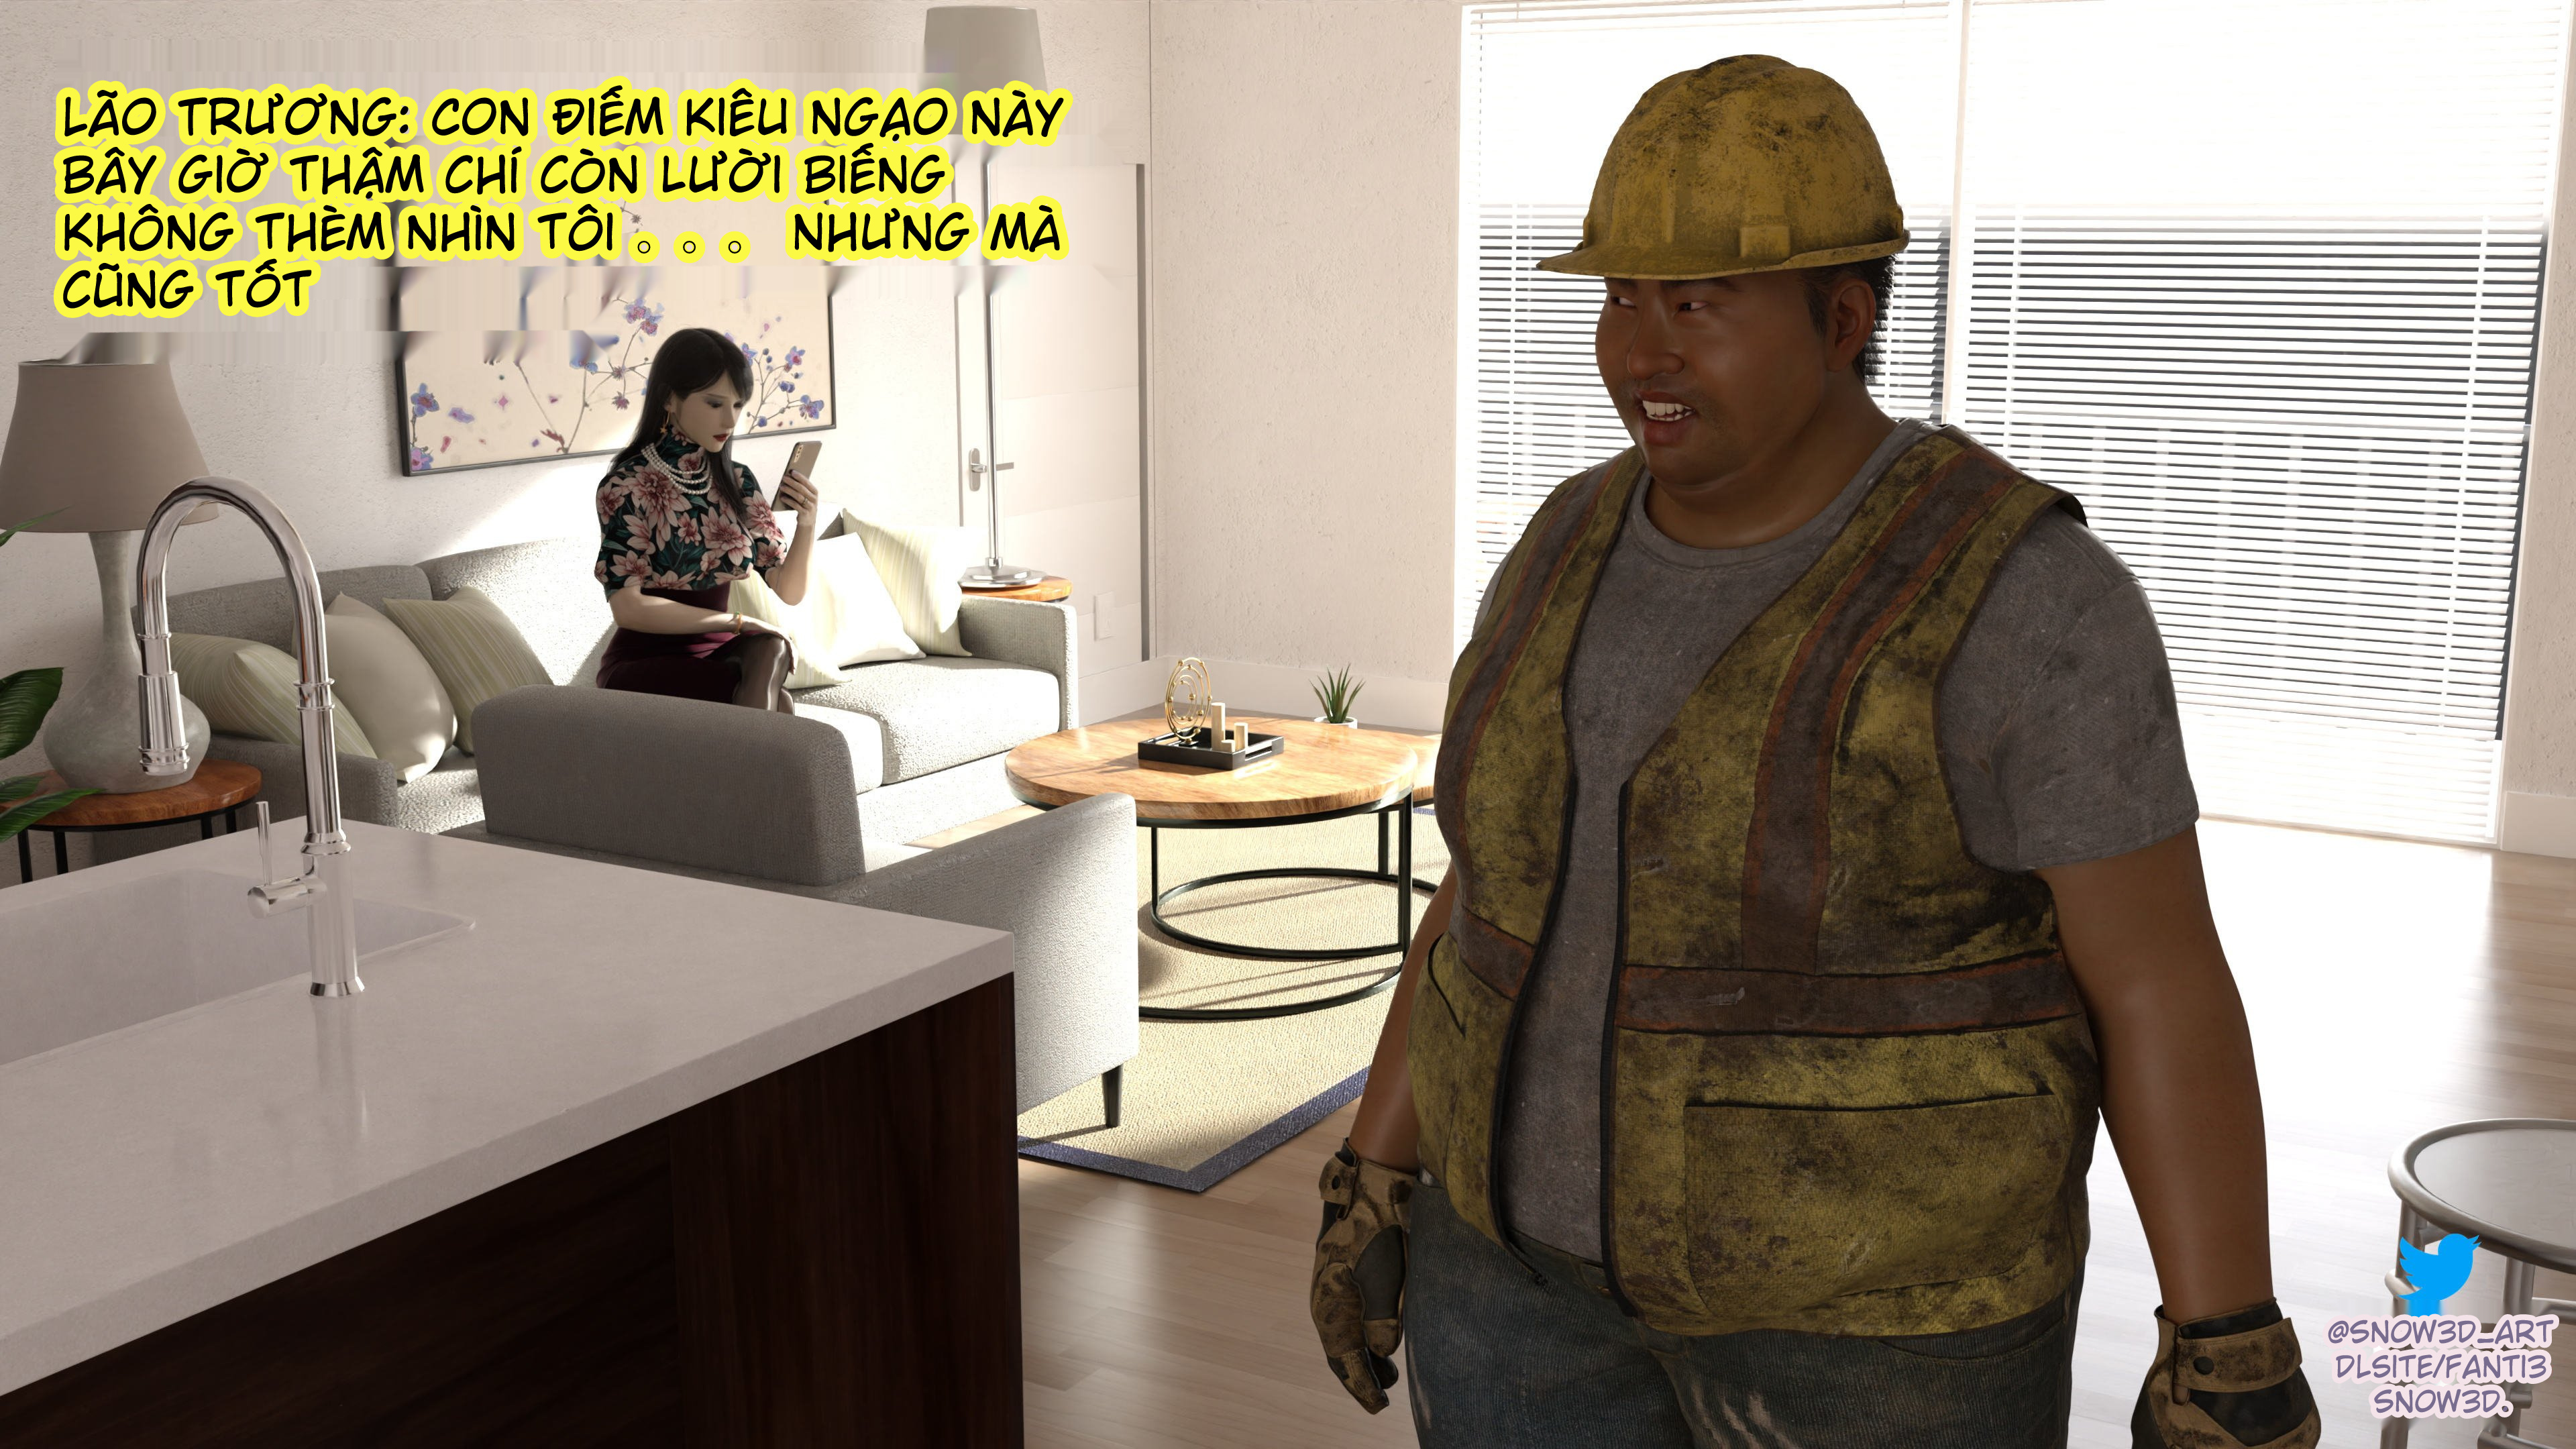 LÃO TRƯƠNG: CON ĐIẾM KIÊU NGẠO NÀY
BÂY GIỜ THẬM CHÍ CÒN LƯỜI BIẾNG
KHÔNG THÈM NHÌN TÔI 。。。 NHƯNG MÀ
CŨNG TỐT
@SNOW3D_ART
DLSITE/FANTI3
SNOW3D.